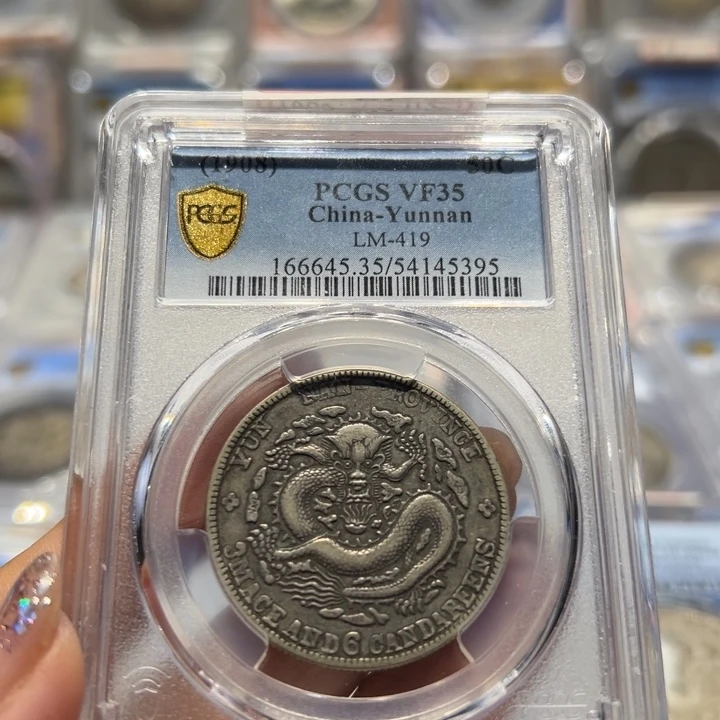 (1908) 50C
PCGS VF35
PCGS
China-Yunnan
LM-419
166645.35/54145395
YUN NAN PROVINCE
3 MACE AND 6 CANDAREENS